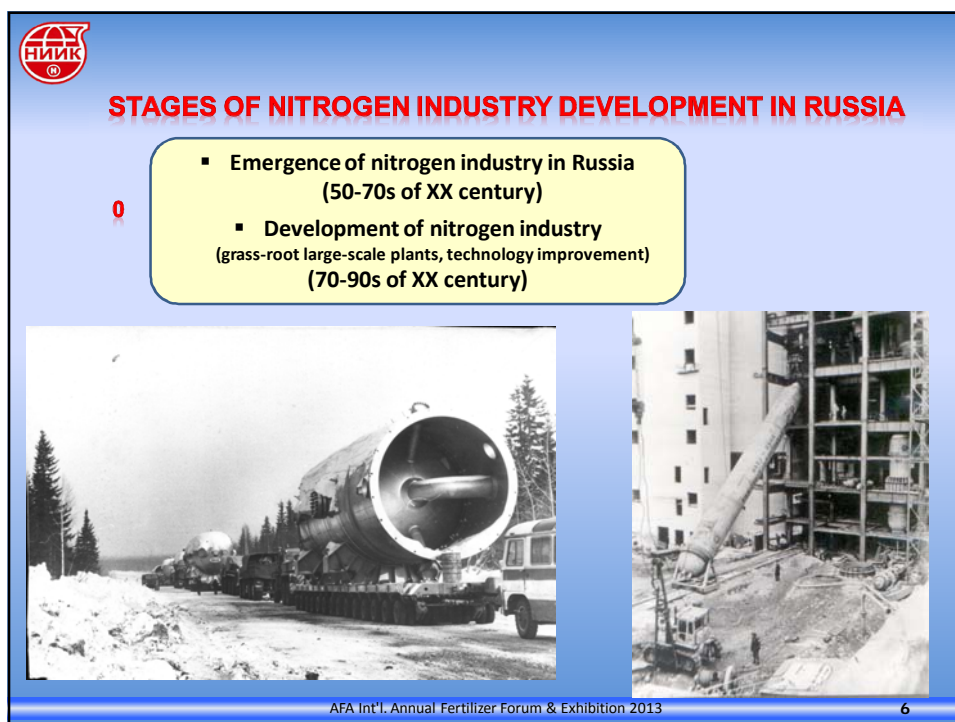 НИИК
STAGES OF NITROGEN INDUSTRY DEVELOPMENT IN RUSSIA
▪ Emergence of nitrogen industry in Russia
(50-70s of XX century)
0
▪ Development of nitrogen industry
(grass-root large-scale plants, technology improvement)
(70-90s of XX century)
AFA Int'l. Annual Fertilizer Forum & Exhibition 2013
6